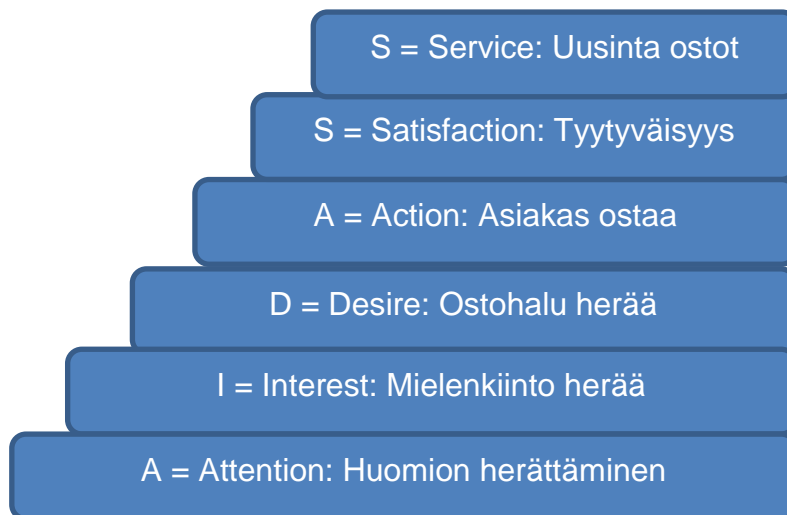 S = Service: Uusinta ostot
S = Satisfaction: Tyytyväisyys
A = Action: Asiakas ostaa
D = Desire: Ostohalu herää
I = Interest: Mielenkiinto herää
A = Attention: Huomion herättäminen